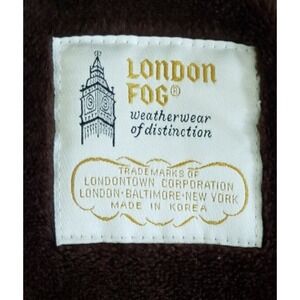 LONDON
FOG®
weatherwear
of distinction
TRADEMARKS OF
LONDONTOWN CORPORATION
LONDON·BALTIMORE·NEW YORK
MADE IN KOREA